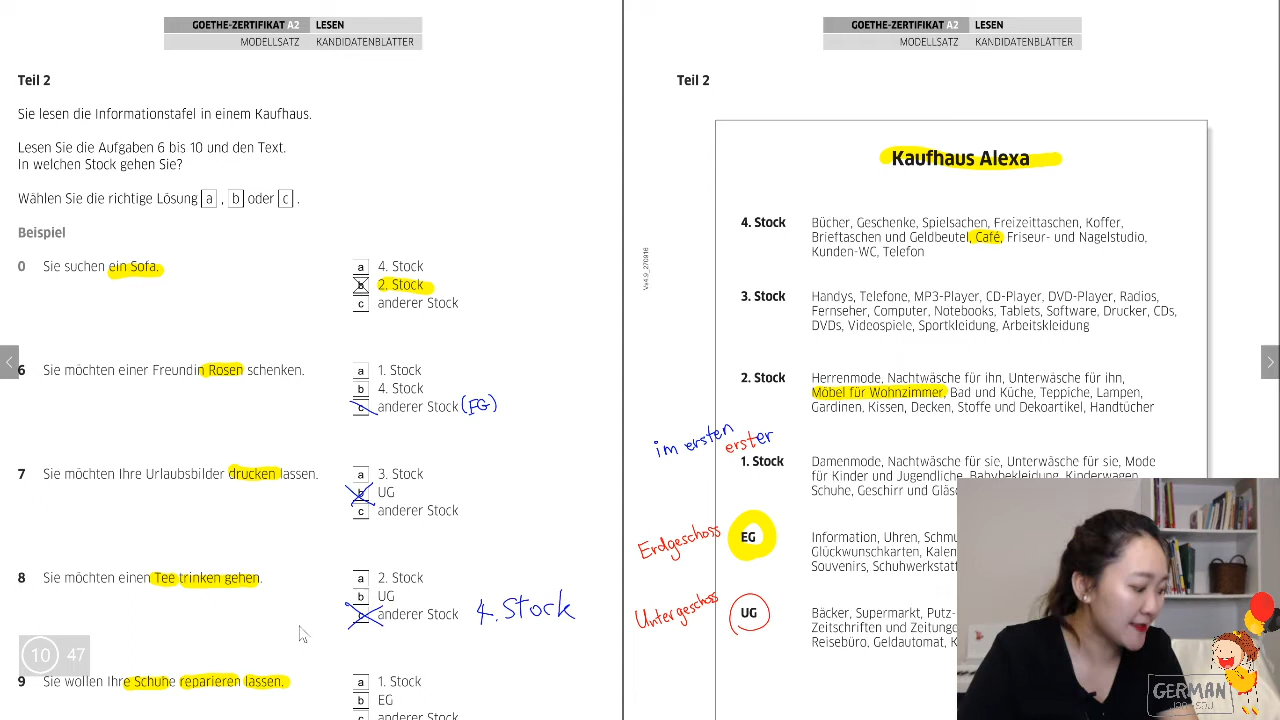 GOETHE-ZERTIFIKAT A2 LESEN
MODELLSATZ KANDIDATENBLÄTTER
Teil 2
Sie lesen die Informationstafel in einem Kaufhaus.
Lesen Sie die Aufgaben 6 bis 10 und den Text.
In welchen Stock gehen Sie?
Wählen Sie die richtige Lösung a , b oder c .
Beispiel
0 Sie suchen ein Sofa.
a 4. Stock
b 2. Stock
c anderer Stock
6 Sie möchten einer Freundin Rosen schenken.
a 1. Stock
b 4. Stock
c anderer Stock (EG)
7 Sie möchten Ihre Urlaubsbilder drucken lassen.
a 3. Stock
b UG
c anderer Stock
8 Sie möchten einen Tee trinken gehen.
a 2. Stock
b UG
c anderer Stock 4. Stock
10 47
9 Sie wollen Ihre Schuhe reparieren lassen.
a 1. Stock
b EG
c anderer Stock
GOETHE-ZERTIFIKAT A2 LESEN
MODELLSATZ KANDIDATENBLÄTTER
Teil 2
Kaufhaus Alexa
4. Stock Bücher, Geschenke, Spielsachen, Freizeittaschen, Koffer,
Brieftaschen und Geldbeutel, Café, Friseur- und Nagelstudio,
Kunden-WC, Telefon
3. Stock Handys, Telefone, MP3-Player, CD-Player, DVD-Player, Radios,
Fernseher, Computer, Notebooks, Tablets, Software, Drucker, CDs,
DVDs, Videospiele, Sportkleidung, Arbeitskleidung
2. Stock Herrenmode, Nachtwäsche für ihn, Unterwäsche für ihn,
Möbel für Wohnzimmer, Bad und Küche, Teppiche, Lampen,
Gardinen, Kissen, Decken, Stoffe und Dekoartikel, Handtücher
im ersten erster
1. Stock Damenmode, Nachtwäsche für sie, Unterwäsche für sie, Mode
für Kinder und Jugendliche, Babybekleidung, Kinderwagen,
Schuhe, Geschirr und Gläs
Erdgeschoss
EG Information, Uhren, Schmu
Glückwunschkarten, Kalen
Souvenirs, Schuhwerkstatt
Untergeschoss
UG Bäcker, Supermarkt, Putz-
Zeitschriften und Zeitunge
Reisebüro, Geldautomat, K
GERMAN